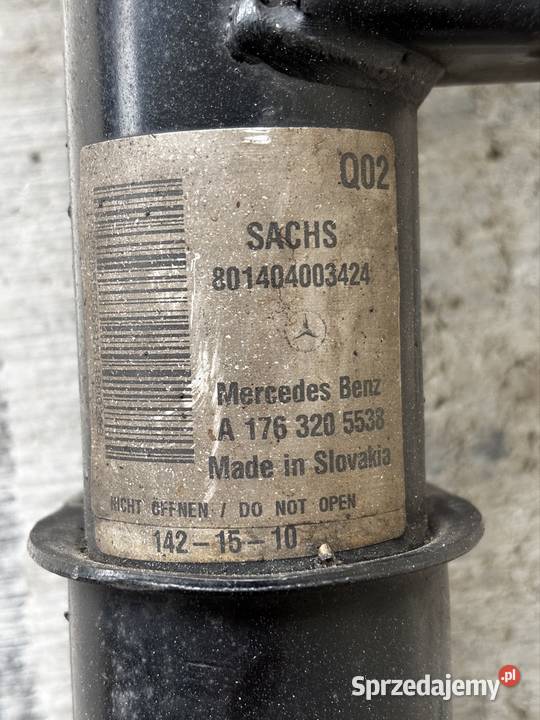 Q02
SACHS
801404003424
Mercedes Benz
A 176 320 5538
Made in Slovakia
NICHT ÖFFNEN / DO NOT OPEN
142-15-10
Sprzedajemy.pl